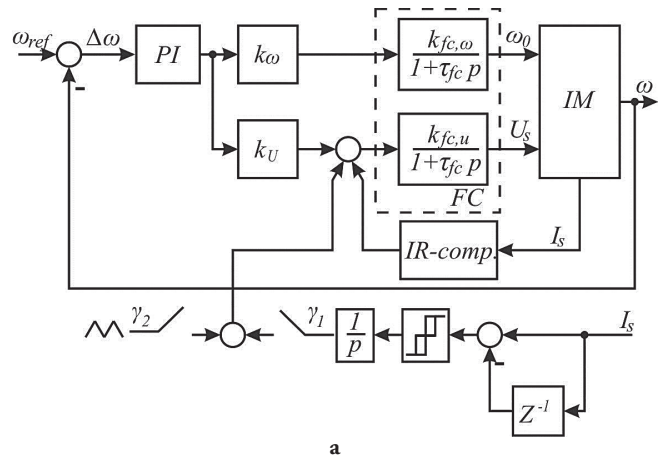 ω_ref Δω PI kω k_fc,ω ω_0
1+τ_fc p IM ω
k_U k_fc,u U_s
1+τ_fc p
FC
IR-comp. I_s
γ_2 γ_1 1 I_s
p
-
-
Z^-1
a